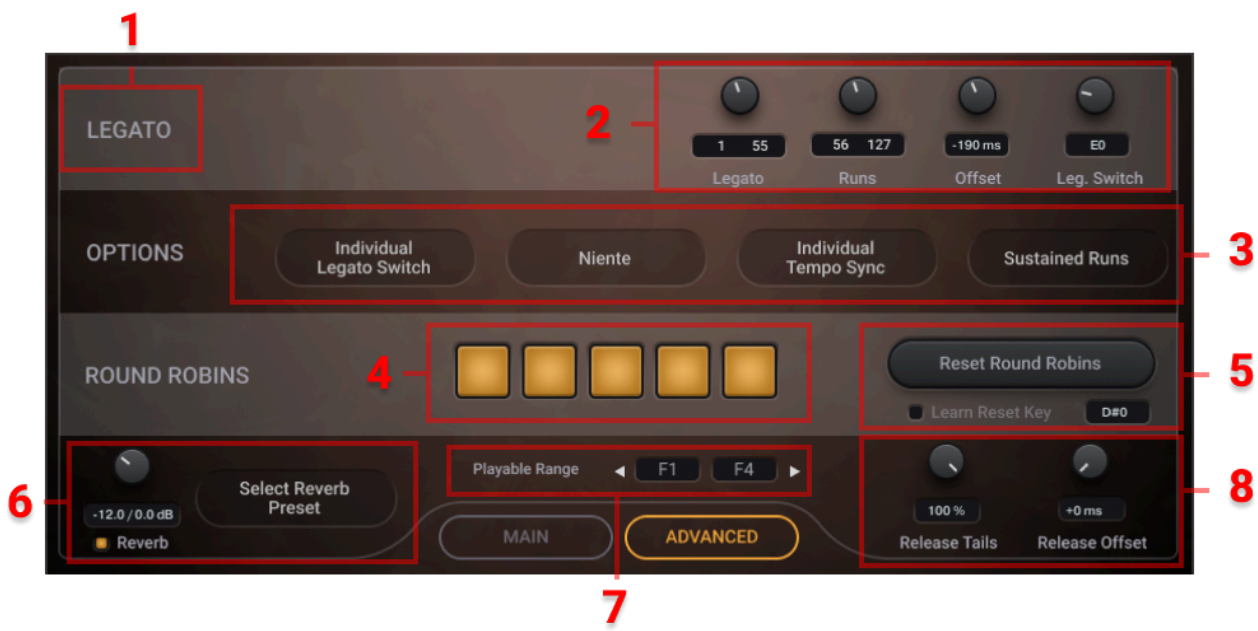 1
LEGATO
2
1 55
56 127
-190 ms
E0
Legato
Runs
Offset
Leg. Switch
OPTIONS
Individual
Legato Switch
Niente
Individual
Tempo Sync
Sustained Runs
3
ROUND ROBINS
4
Reset Round Robins
Learn Reset Key
D#0
5
6
-12.0 / 0.0 dB
Reverb
Select Reverb
Preset
Playable Range
F1
F4
MAIN
ADVANCED
7
100 %
+0 ms
Release Tails
Release Offset
8